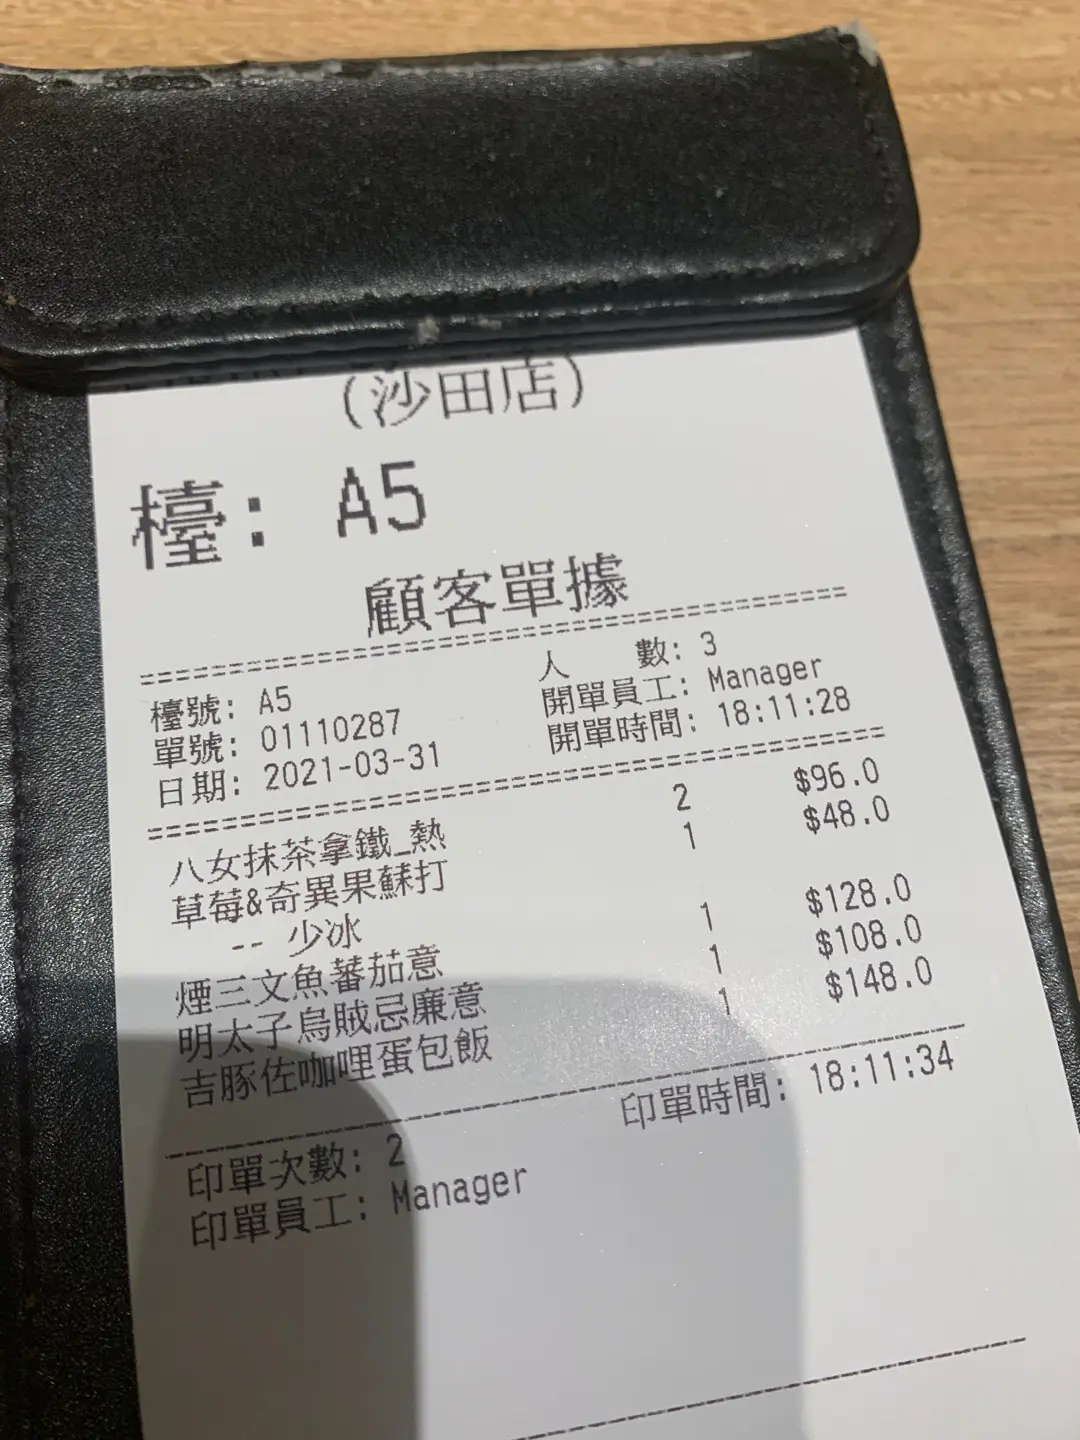 (沙田店)
檯: A5
顧客單據
檯號: A5 人 數: 3
單號: 01110287 開單員工: Manager
日期: 2021-03-31 開單時間: 18:11:28
八女抹茶拿鐵_熱 2 $96.0
草莓&奇異果蘇打 1 $48.0
-- 少冰
煙三文魚蕃茄意 1 $128.0
明太子烏賊忌廉意 1 $108.0
吉豚佐咖哩蛋包飯 1 $148.0
印單時間: 18:11:34
印單次數: 2
印單員工: Manager